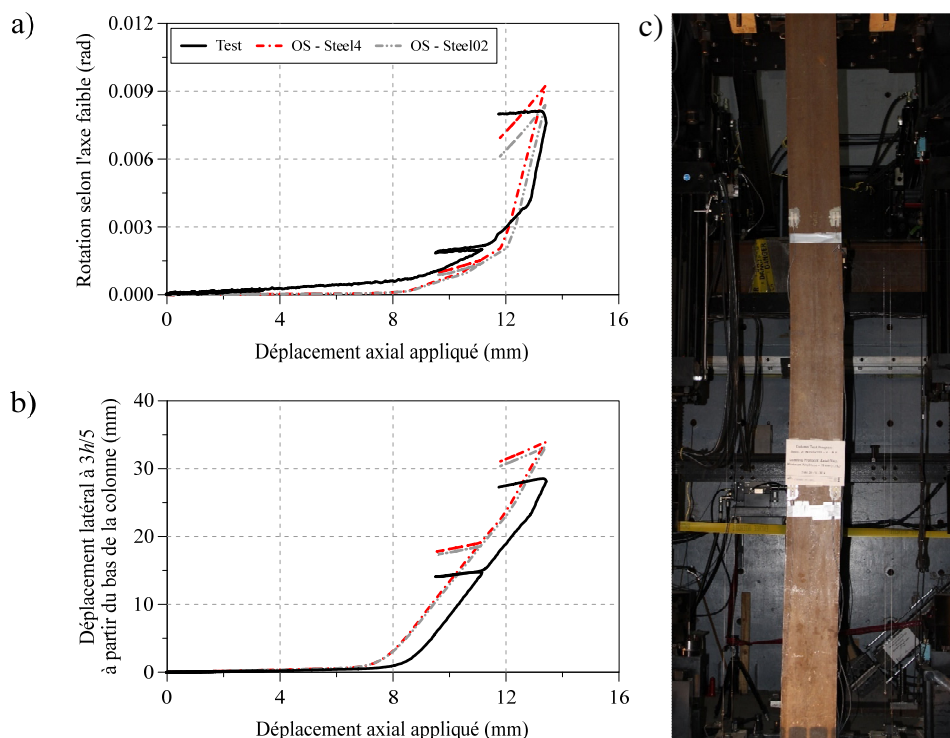 a)
Rotation selon l'axe faible (rad)
0.012
0.009
0.006
0.003
0.000
Test
OS - Steel4
OS - Steel02
0
4
8
12
16
Déplacement axial appliqué (mm)
b)
Déplacement latéral à 3h/5
à partir du bas de la colonne (mm)
40
30
20
10
0
0
4
8
12
16
Déplacement axial appliqué (mm)
c)